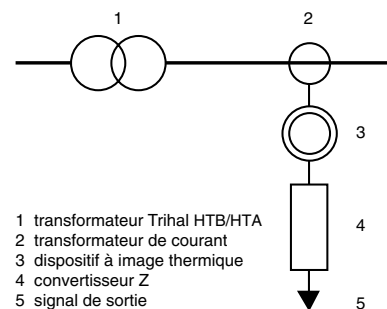 1
2
3
4
5
1 transformateur Trihal HTB/HTA
2 transformateur de courant
3 dispositif à image thermique
4 convertisseur Z
5 signal de sortie